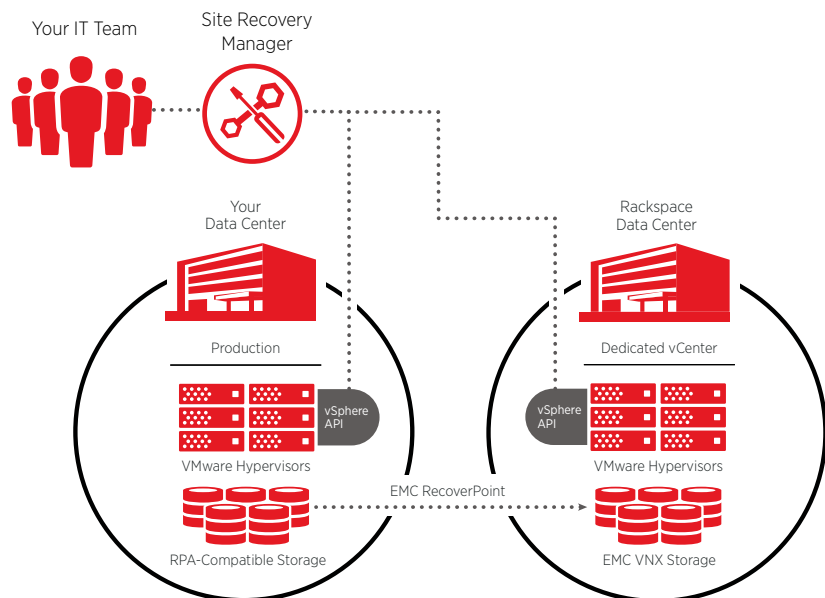 Your IT Team
Site Recovery
Manager
Your
Data Center
Rackspace
Data Center
Production
Dedicated vCenter
vSphere
API
vSphere
API
VMware Hypervisors
VMware Hypervisors
EMC RecoverPoint
RPA-Compatible Storage
EMC VNX Storage